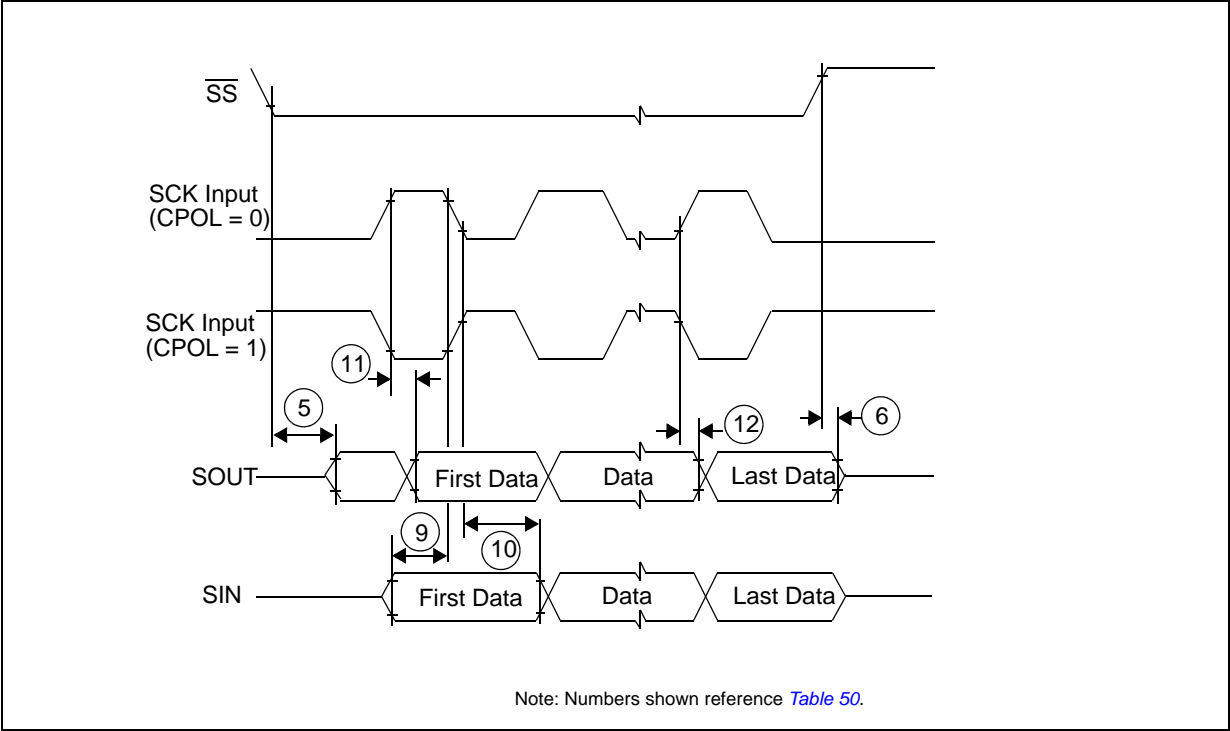 SS
SCK Input
(CPOL = 0)
SCK Input
(CPOL = 1)
11
5
12
6
SOUT
First Data
Data
Last Data
9
10
SIN
First Data
Data
Last Data
Note: Numbers shown reference Table 50.